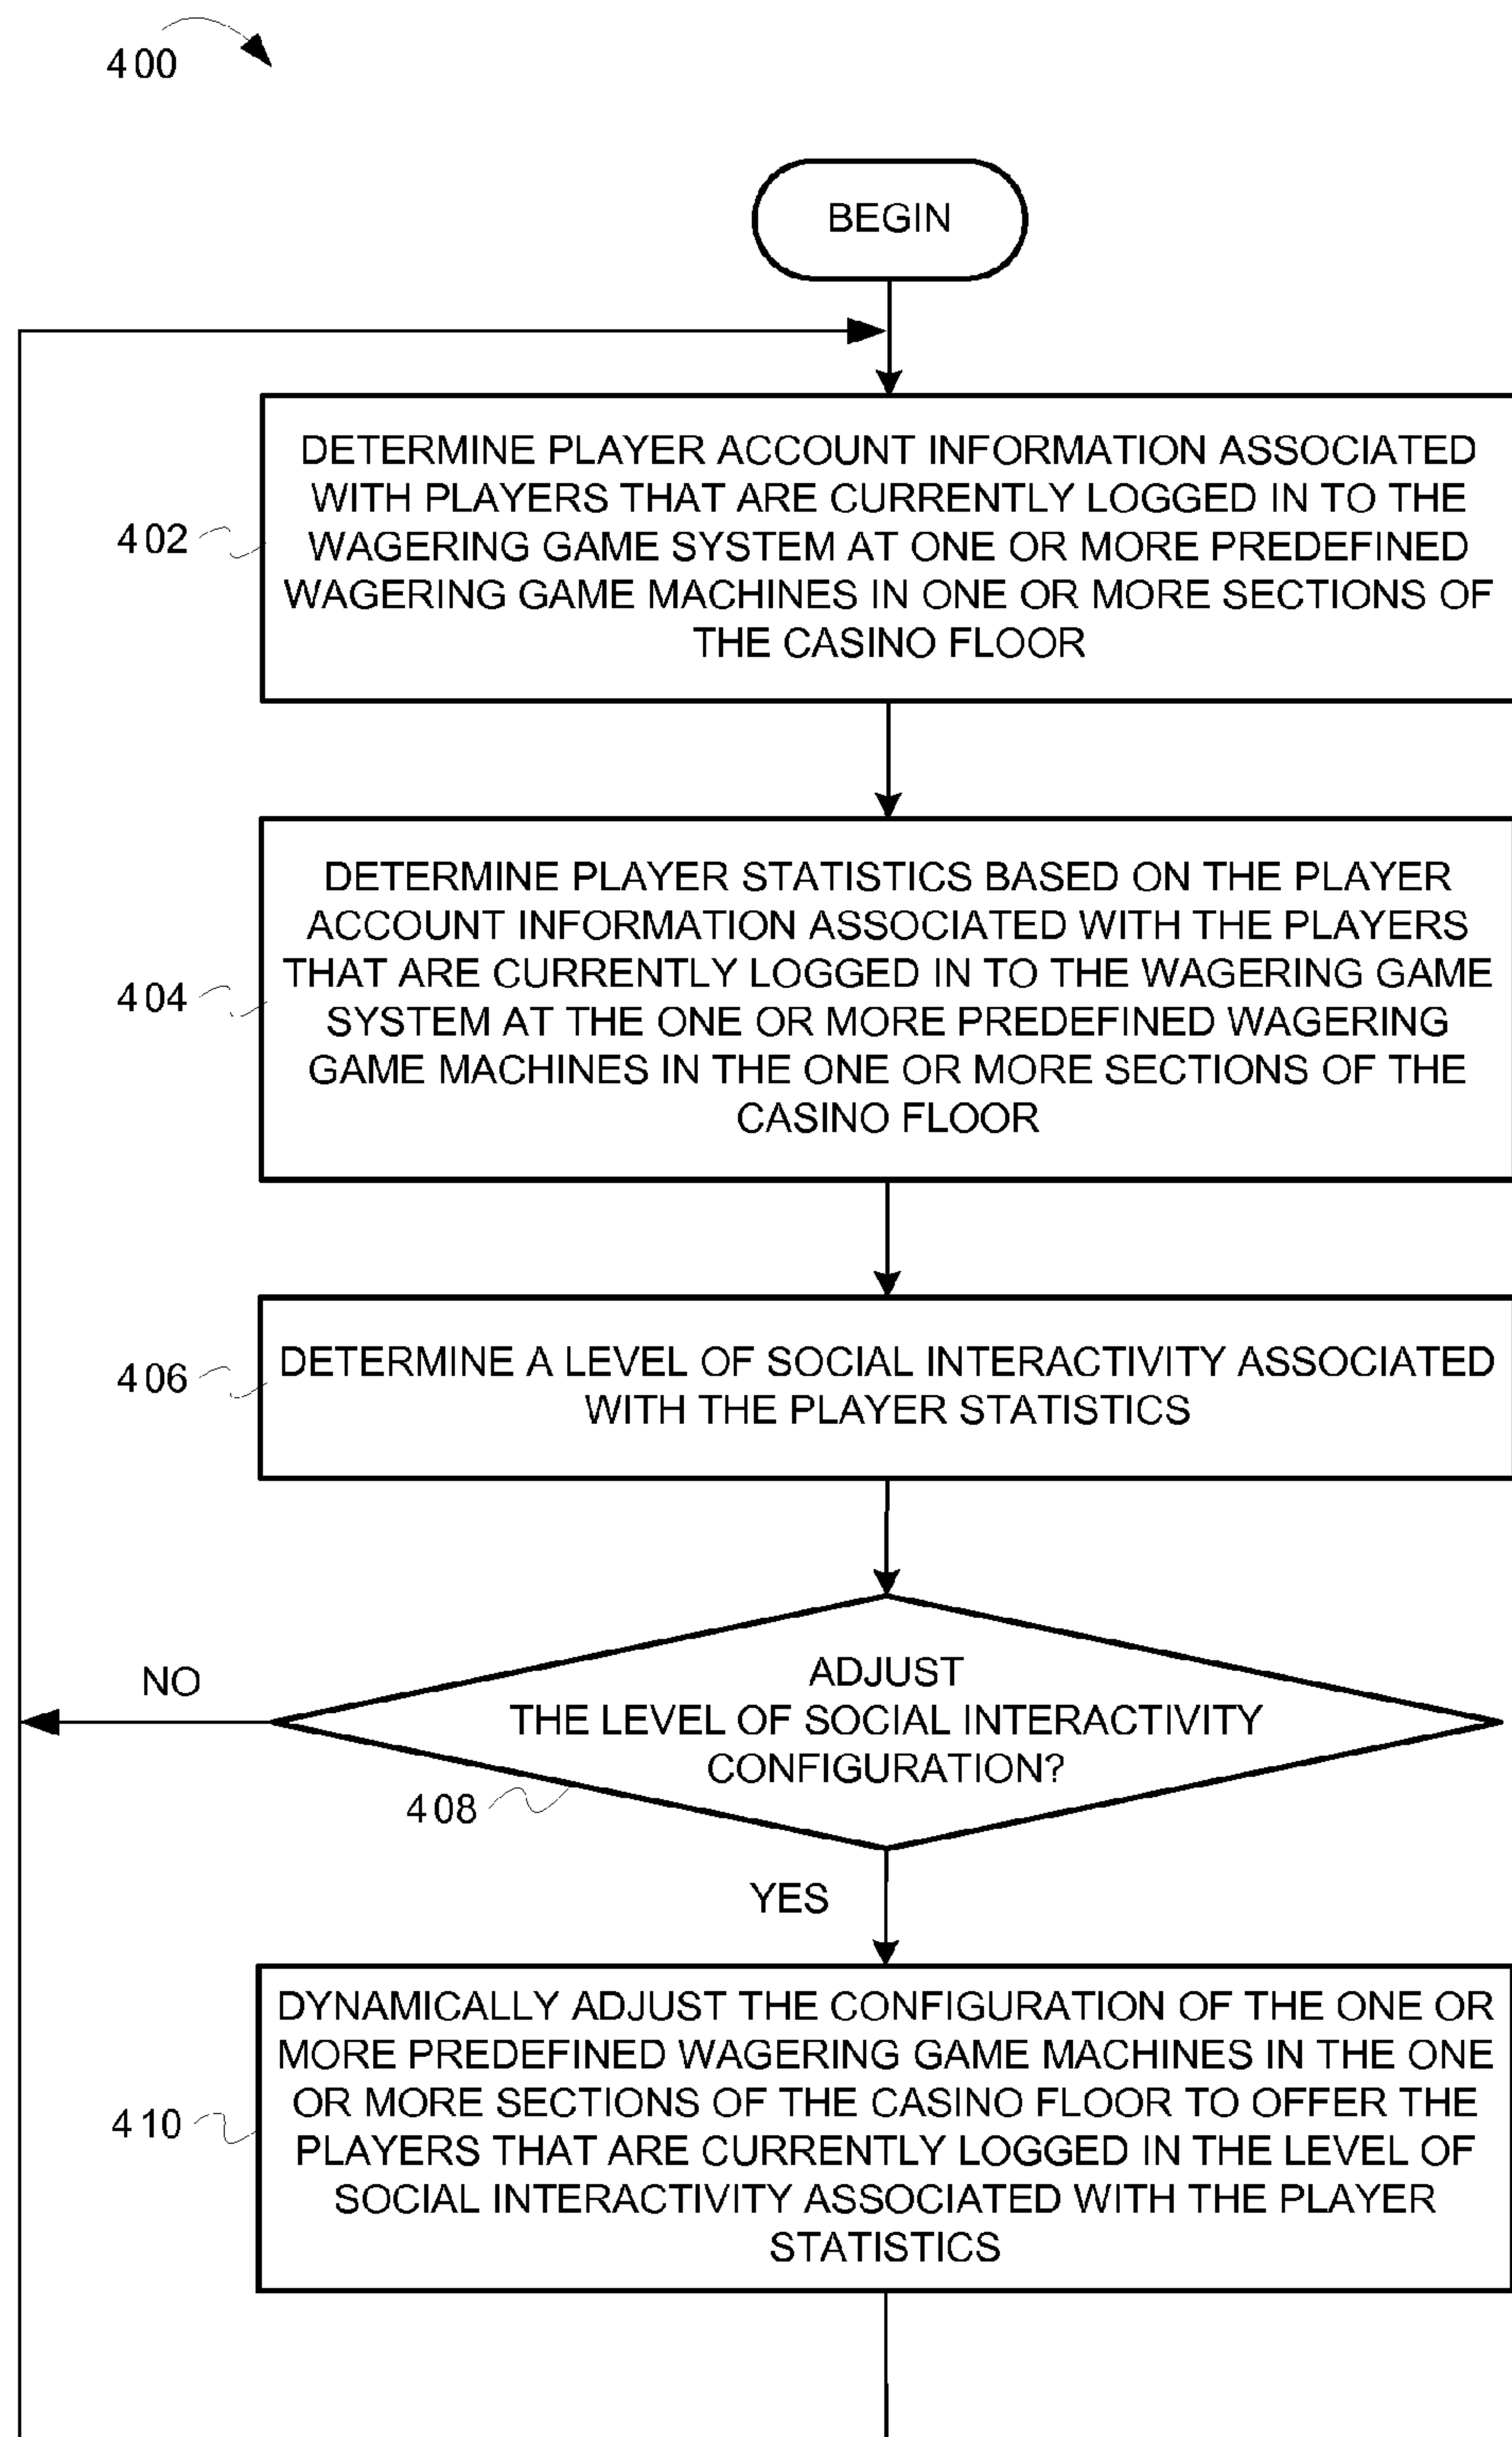 400
BEGIN
DETERMINE PLAYER ACCOUNT INFORMATION ASSOCIATED
WITH PLAYERS THAT ARE CURRENTLY LOGGED IN TO THE
WAGERING GAME SYSTEM AT ONE OR MORE PREDEFINED
WAGERING GAME MACHINES IN ONE OR MORE SECTIONS OF
THE CASINO FLOOR
402
DETERMINE PLAYER STATISTICS BASED ON THE PLAYER
ACCOUNT INFORMATION ASSOCIATED WITH THE PLAYERS
THAT ARE CURRENTLY LOGGED IN TO THE WAGERING GAME
SYSTEM AT THE ONE OR MORE PREDEFINED WAGERING
GAME MACHINES IN THE ONE OR MORE SECTIONS OF THE
CASINO FLOOR
404
DETERMINE A LEVEL OF SOCIAL INTERACTIVITY ASSOCIATED
WITH THE PLAYER STATISTICS
406
ADJUST
THE LEVEL OF SOCIAL INTERACTIVITY
CONFIGURATION?
NO
408
YES
DYNAMICALLY ADJUST THE CONFIGURATION OF THE ONE OR
MORE PREDEFINED WAGERING GAME MACHINES IN THE ONE
OR MORE SECTIONS OF THE CASINO FLOOR TO OFFER THE
PLAYERS THAT ARE CURRENTLY LOGGED IN THE LEVEL OF
SOCIAL INTERACTIVITY ASSOCIATED WITH THE PLAYER
STATISTICS
410